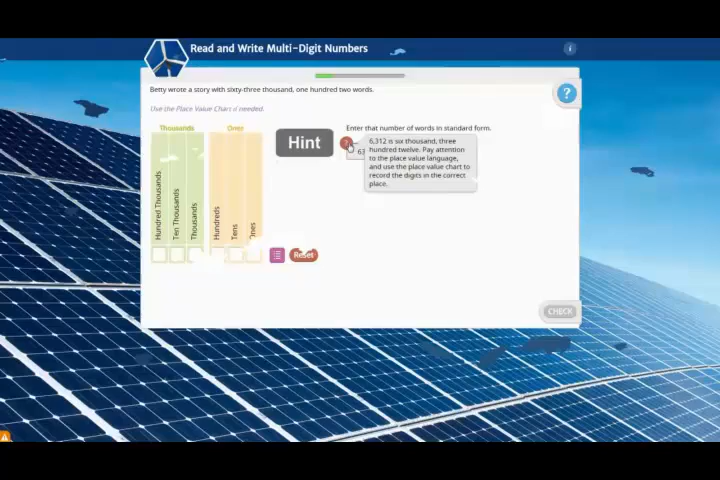 Read and Write Multi-Digit Numbers
i
Betty wrote a story with sixty-three thousand, one hundred two words.
?
Use the Place Value Chart if needed.
Thousands
Ones
Enter that number of words in standard form.
Hint
?
63
6,312 is six thousand, three
hundred twelve. Pay attention
to the place value language,
and use the place value chart to
record the digits in the correct
place.
Hundred Thousands
Ten Thousands
Thousands
Hundreds
Tens
Ones
Reset
CHECK